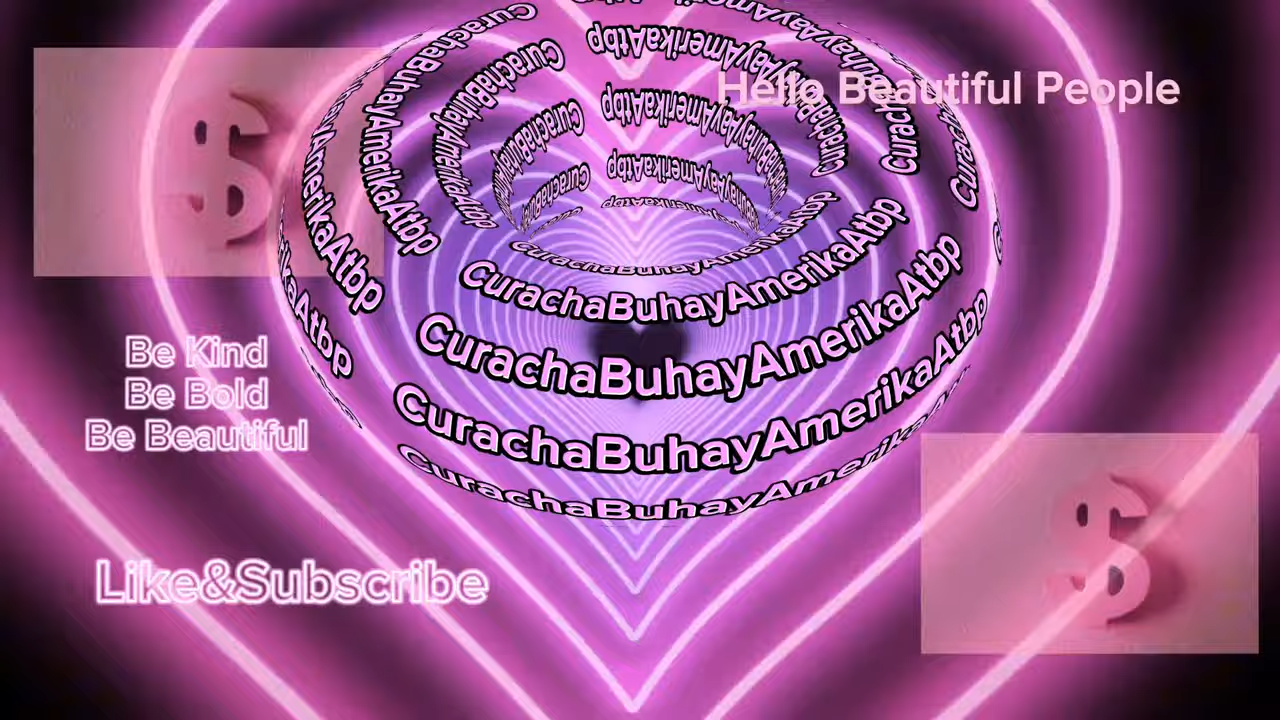 Hello Beautiful People
CurachaBuhayAmerikaAtbp
CurachaBuhayAmerikaAtbp
CurachaBuhayAmerikaAtbp
CurachaBuhayAmerikaAtbp
CurachaBuhayAmerikaAtbp
$
Be Kind
Be Bold
Be Beautiful
Like&Subscribe
$